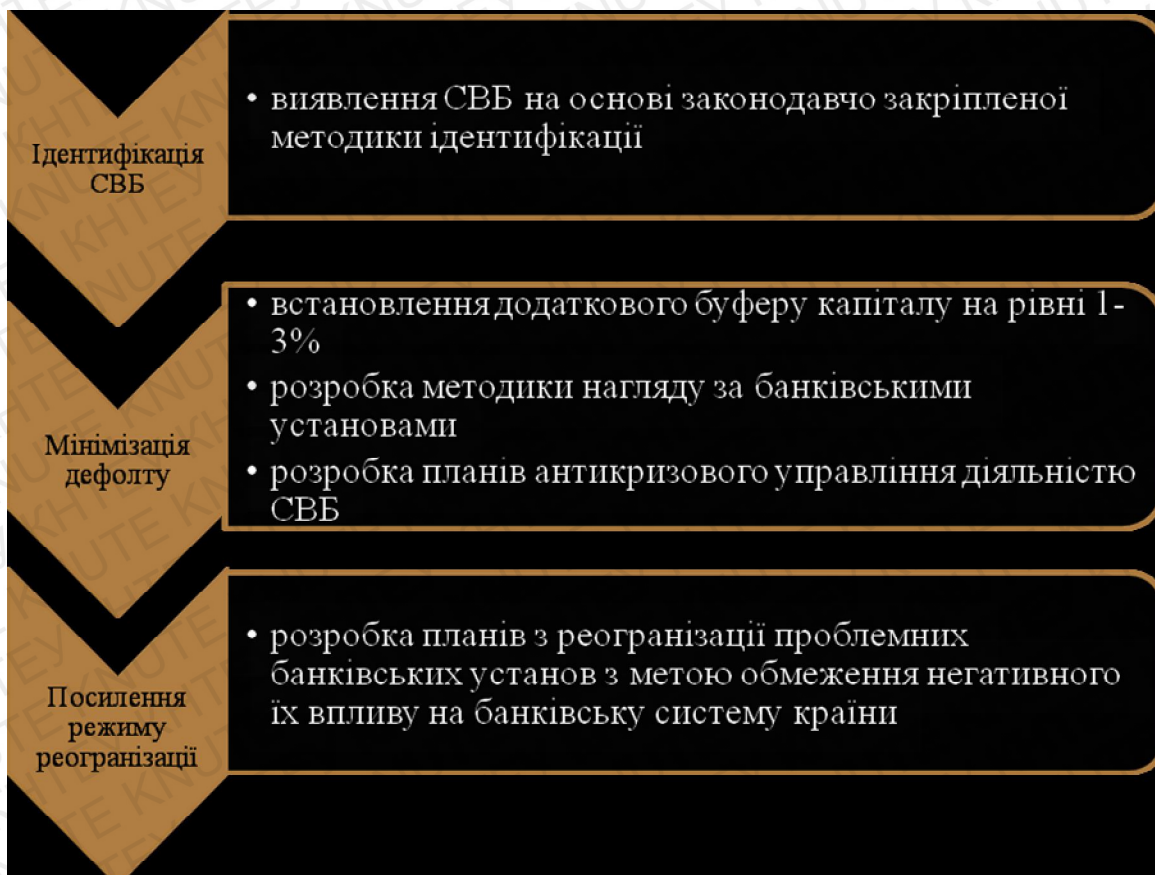 Ідентифікація
СВБ
• виявлення СВБ на основі законодавчо закріпленої
методики ідентифікації
Мінімізація
дефолту
• встановлення додаткового буферу капіталу на рівні 1-
3%
• розробка методики нагляду за банківськими
установами
• розробка планів антикризового управління діяльністю
СВБ
Посилення
режиму
реогранізації
• розробка планів з реогранізації проблемних
банківських установ з метою обмеження негативного
їх впливу на банківську систему країни